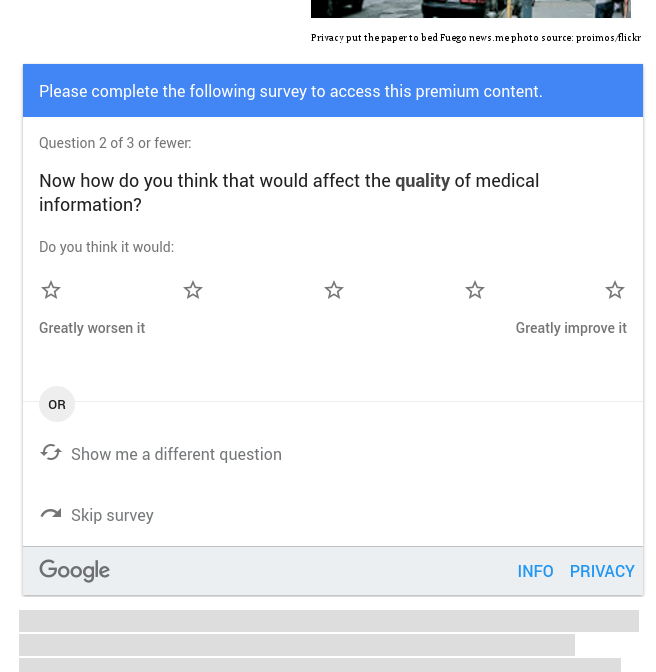 Privacy put the paper to bed Fuego news.me photo source: proimos/flickr
Please complete the following survey to access this premium content.
Question 2 of 3 or fewer:
Now how do you think that would affect the quality of medical
information?
Do you think it would:
Greatly worsen it
Greatly improve it
OR
Show me a different question
Skip survey
Google
INFO PRIVACY